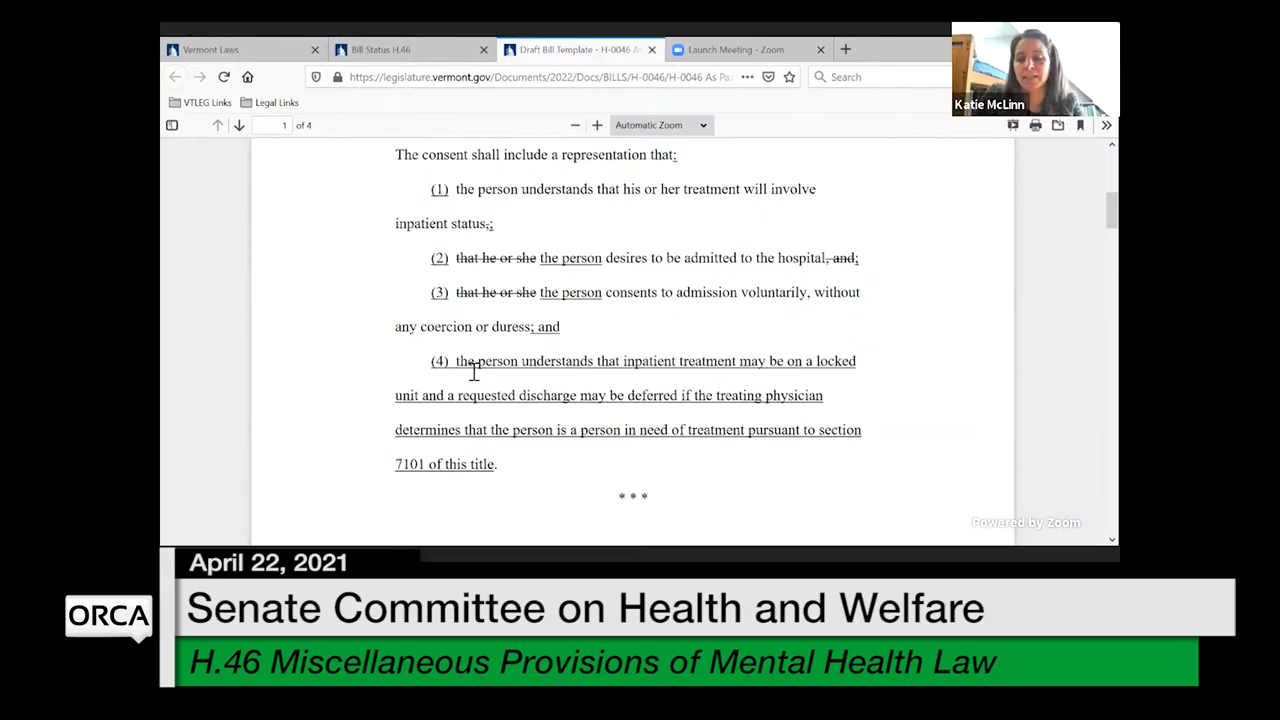 Vermont Laws
Bill Status H.46
Draft Bill Template - H-0046 A
Launch Meeting - Zoom
https://legislature.vermont.gov/Documents/2022/Docs/BILLS/H-0046/H-0046 As Pa
Search
VTLEG Links
Legal Links
Katie McLinn
1 of 4
Automatic Zoom
The consent shall include a representation that:
(1) the person understands that his or her treatment will involve
inpatient status,;
(2) that he or she the person desires to be admitted to the hospital, and;
(3) that he or she the person consents to admission voluntarily, without
any coercion or duress; and
(4) the person understands that inpatient treatment may be on a locked
unit and a requested discharge may be deferred if the treating physician
determines that the person is a person in need of treatment pursuant to section
7101 of this title.
* * *
Powered by Zoom
April 22, 2021
ORCA
Senate Committee on Health and Welfare
H.46 Miscellaneous Provisions of Mental Health Law